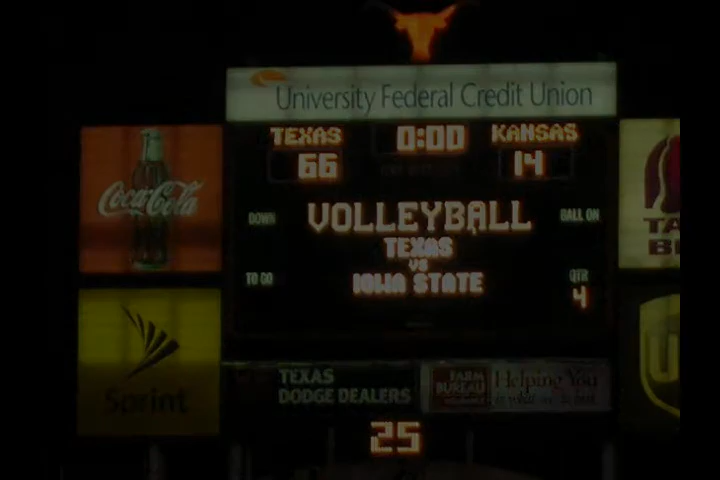 University Federal Credit Union
TEXAS 0:00 KANSAS
66 14
Coca-Cola
DOWN VOLLEYBALL BALL ON
TEXAS
VS
TO GO IOWA STATE QTR
4
TA
B
Sprint
TEXAS
DODGE DEALERS
FARM
BUREAU
Helping You
U
25